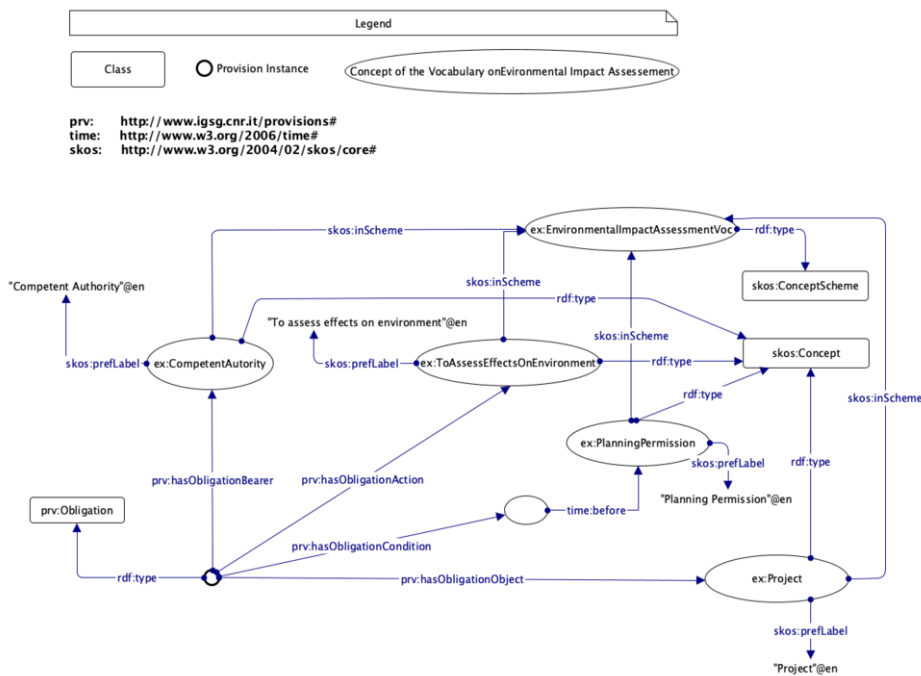 Legend
Class
Provision Instance
Concept of the Vocabulary onEvironmental Impact Assessement
prv: http://www.igsg.cnr.it/provisions#
time: http://www.w3.org/2006/time#
skos: http://www.w3.org/2004/02/skos/core#
skos:inScheme
ex:EnvironmentalImpactAssessmentVoc
rdf:type
"Competent Authority"@en
skos:inScheme
skos:ConceptScheme
rdf:type
"To assess effects on environment"@en
skos:inScheme
skos:prefLabel
ex:CompetentAutority
skos:prefLabel
ex:ToAssessEffectsOnEnvironment
rdf:type
skos:Concept
rdf:type
skos:inScheme
ex:PlanningPermission
skos:prefLabel
rdf:type
prv:hasObligationBearer
prv:hasObligationAction
"Planning Permission"@en
prv:Obligation
time:before
prv:hasObligationCondition
rdf:type
prv:hasObligationObject
ex:Project
skos:prefLabel
"Project"@en